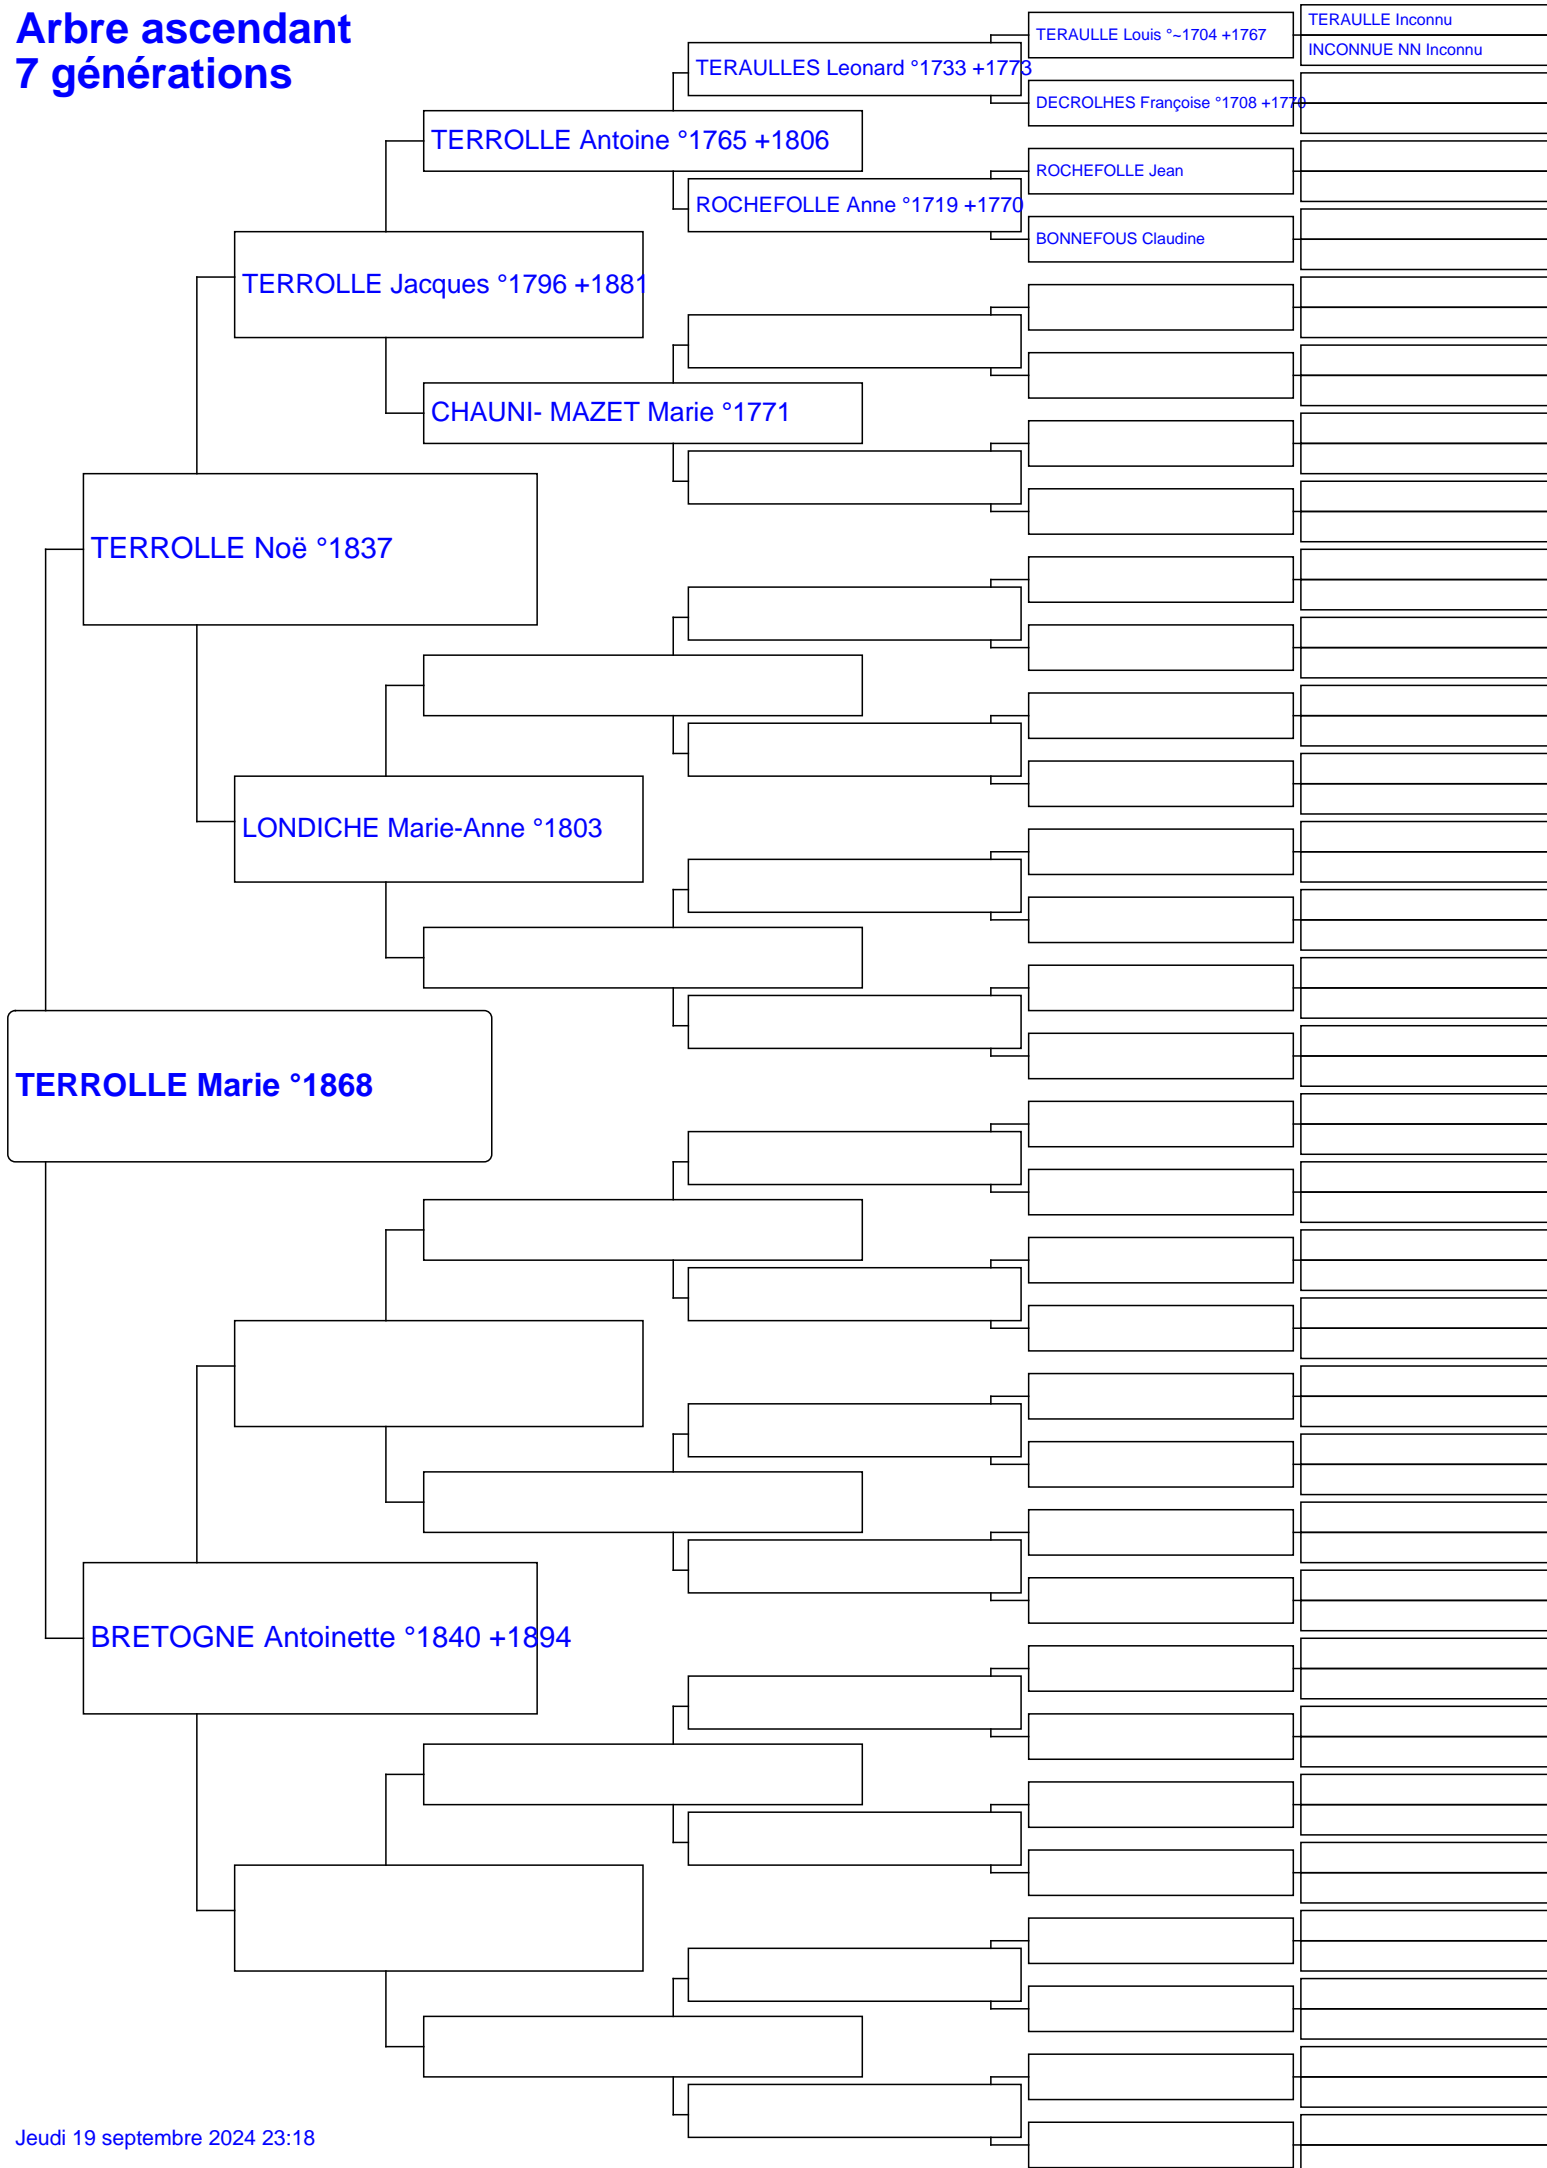 Arbre ascendant
7 générations
TERAULLE Louis °~1704 +1767
TERAULLE Inconnu
INCONNUE NN Inconnu
TERAULLES Leonard °1733 +1773
DECROLHES Françoise °1708 +1770
TERROLLE Antoine °1765 +1806
ROCHEFOLLE Jean
ROCHEFOLLE Anne °1719 +1770
BONNEFOUS Claudine
TERROLLE Jacques °1796 +1881
CHAUNI- MAZET Marie °1771
TERROLLE Noë °1837
LONDICHE Marie-Anne °1803
TERROLLE Marie °1868
BRETOGNE Antoinette °1840 +1894
Jeudi 19 septembre 2024 23:18